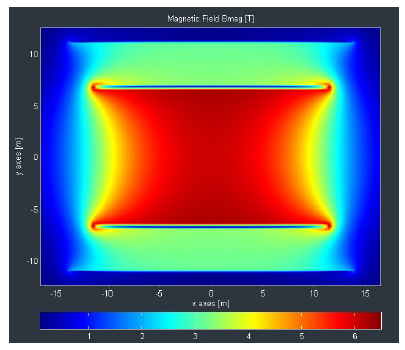 Magnetic Field Bmag [T]
10
5
0
-5
-10
y axes [m]
-15 -10 -5 0 5 10 15
x axes [m]
1 2 3 4 5 6